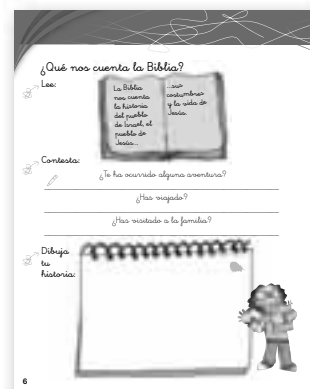 ¿Qué nos cuenta la Biblia?
Lee:
La Biblia
nos cuenta
la historia
del pueblo
de Israel, el
pueblo de
Jesús...
...sus
costumbres
y la vida de
Jesús.
Contesta:
¿Te ha ocurrido alguna aventura?
¿Has viajado?
¿Has visitado a la familia?
Dibuja
tu
historia:
6